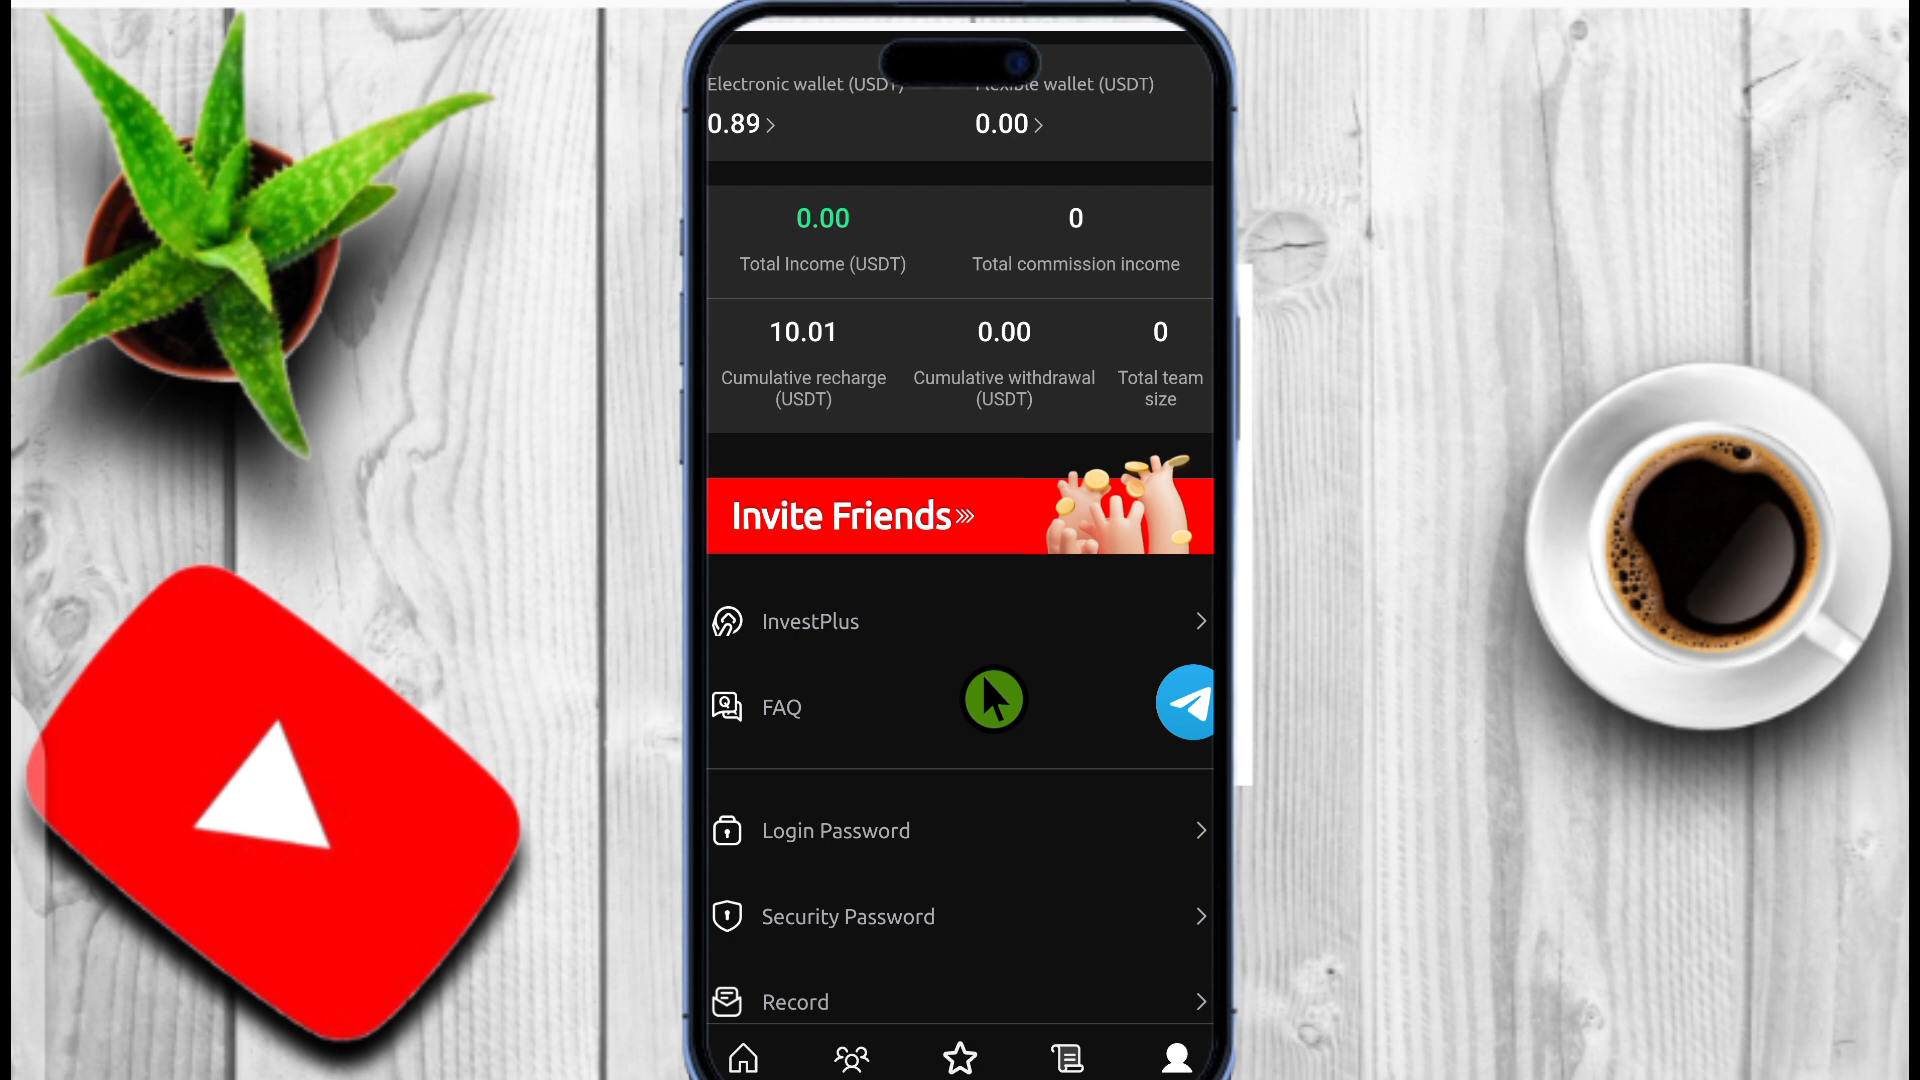 Electronic wallet (USDT)
Flexible wallet (USDT)
0.89
0.00
0.00
0
Total Income (USDT)
Total commission income
10.01
0.00
0
Cumulative recharge
(USDT)
Cumulative withdrawal
(USDT)
Total team
size
Invite Friends
InvestPlus
FAQ
Login Password
Security Password
Record